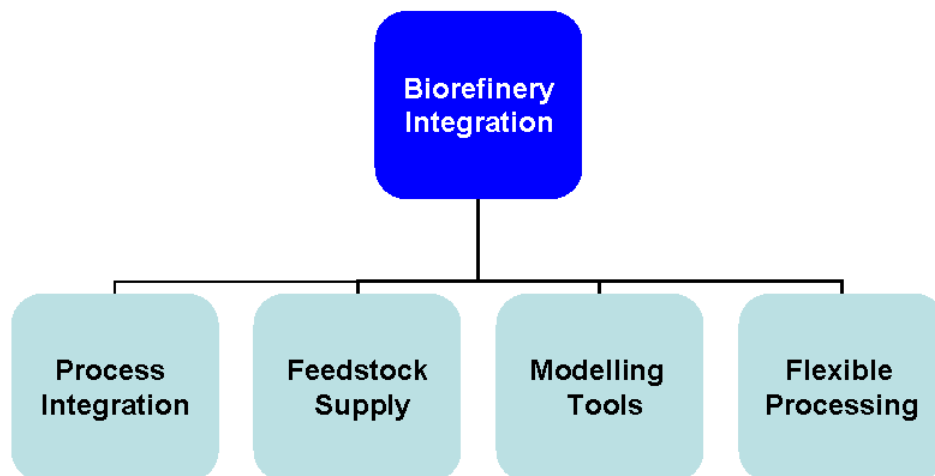 Biorefinery
Integration
Process
Integration
Feedstock
Supply
Modelling
Tools
Flexible
Processing